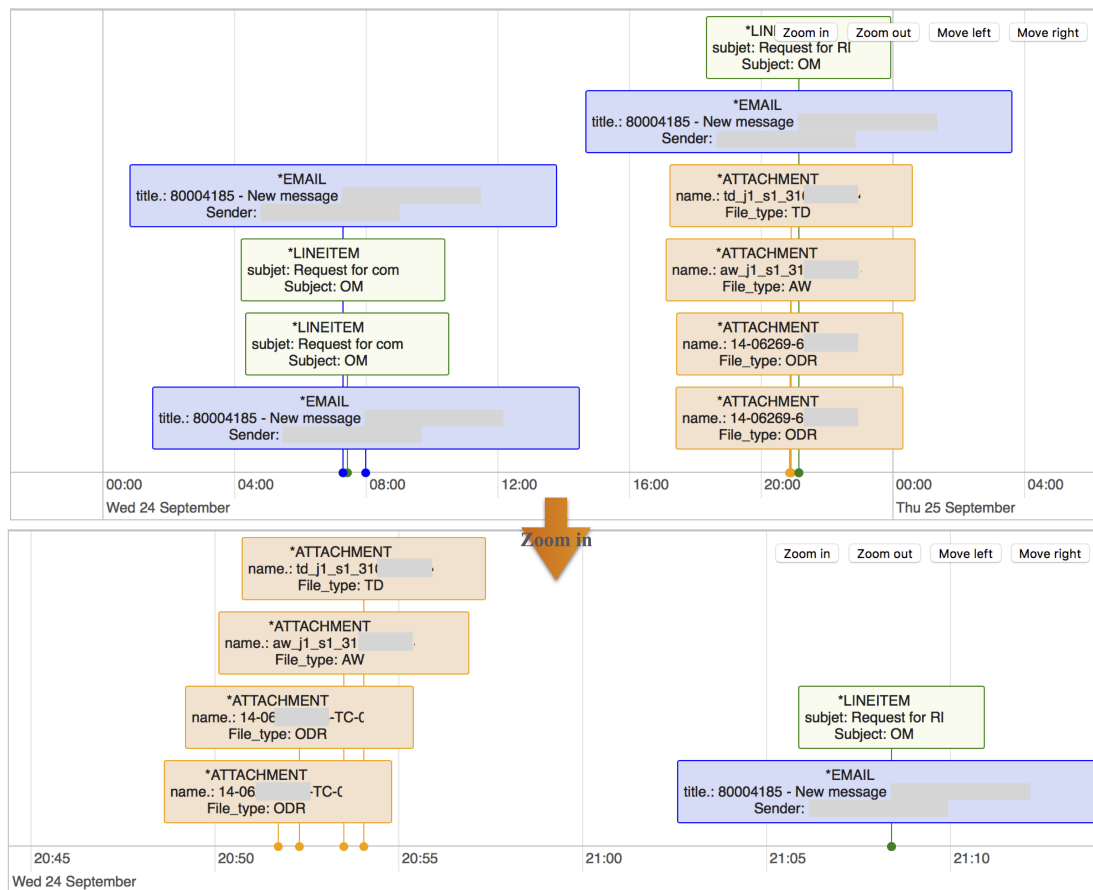 *LIN
Zoom in
Zoom out
Move left
Move right
subjet: Request for RI
Subject: OM
*EMAIL
title.: 80004185 - New message
Sender:
*EMAIL
title.: 80004185 - New message
Sender:
*ATTACHMENT
name.: td_j1_s1_310
File_type: TD
*LINEITEM
subjet: Request for com
Subject: OM
*ATTACHMENT
name.: aw_j1_s1_31
File_type: AW
*LINEITEM
subjet: Request for com
Subject: OM
*ATTACHMENT
name.: 14-06269-6
File_type: ODR
*EMAIL
title.: 80004185 - New message
Sender:
*ATTACHMENT
name.: 14-06269-6
File_type: ODR
00:00 04:00 08:00 12:00 16:00 20:00 00:00 04:00
Wed 24 September Thu 25 September
Zoom in
Zoom in
Zoom out
Move left
Move right
*ATTACHMENT
name.: td_j1_s1_310
File_type: TD
*ATTACHMENT
name.: aw_j1_s1_31
File_type: AW
*ATTACHMENT
name.: 14-06 -TC-0
File_type: ODR
*LINEITEM
subjet: Request for RI
Subject: OM
*ATTACHMENT
name.: 14-06 -TC-0
File_type: ODR
*EMAIL
title.: 80004185 - New message
Sender:
20:45 20:50 20:55 21:00 21:05 21:10
Wed 24 September